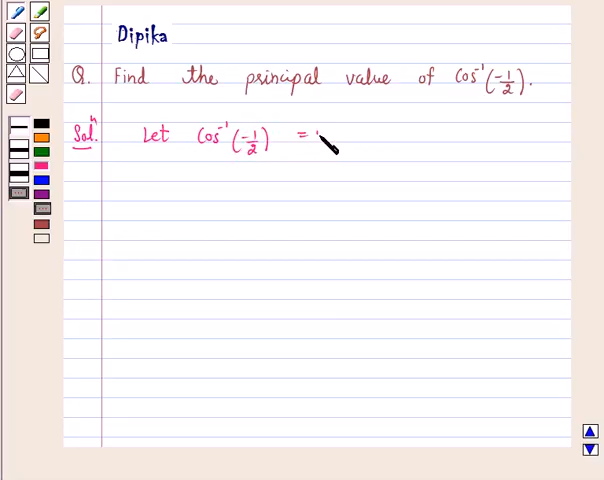 Dipika
Q. Find the principal value of Cos⁻¹(-1/2).
Solⁿ. Let Cos⁻¹(-1/2) =